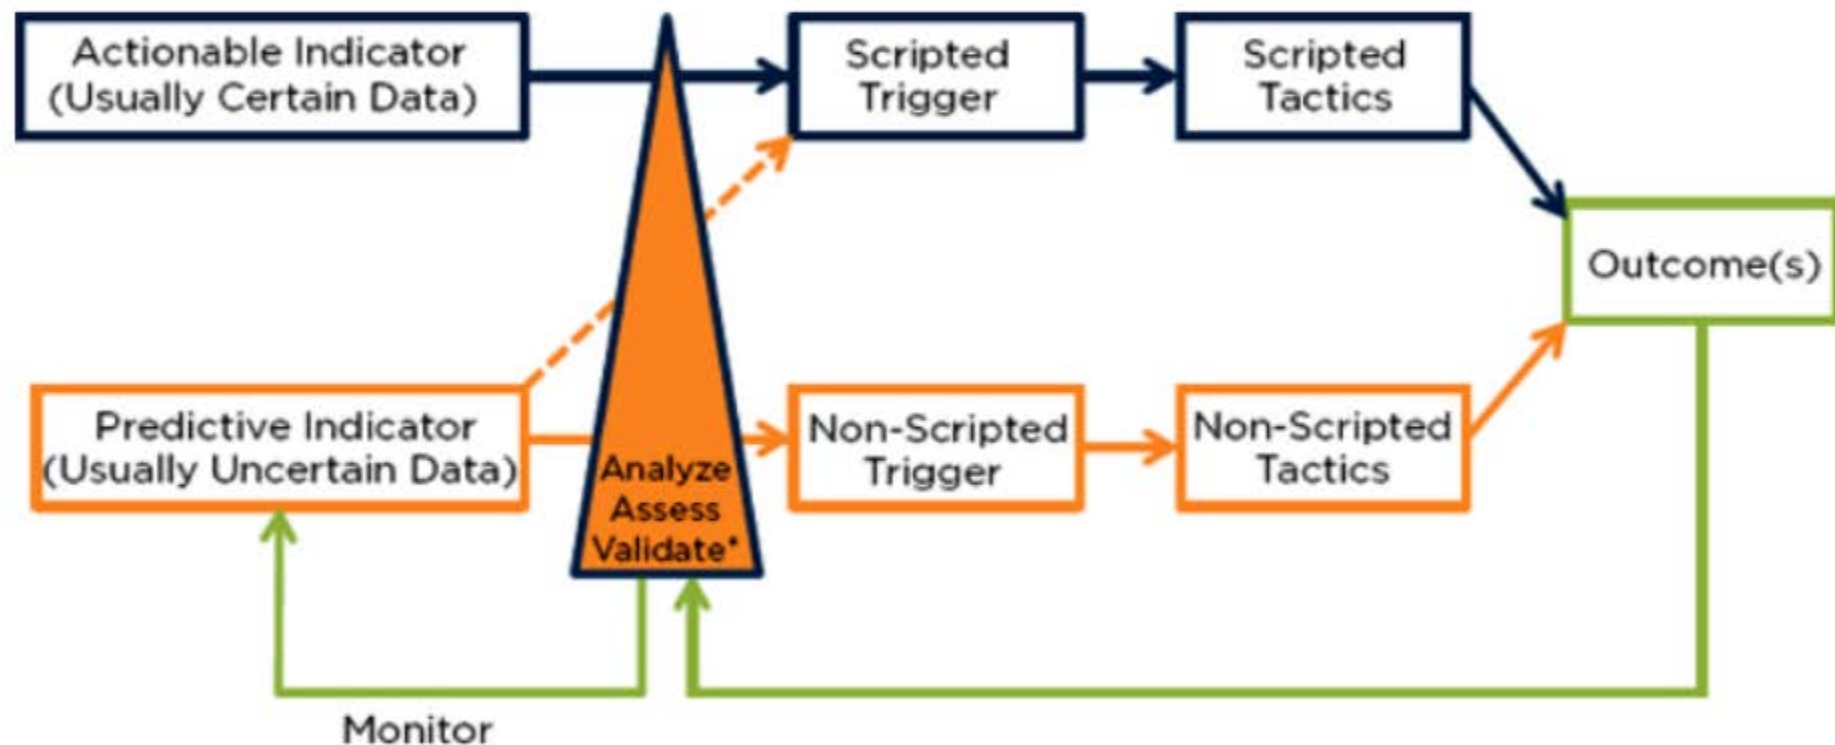 Actionable Indicator
(Usually Certain Data)
Scripted
Trigger
Scripted
Tactics
Outcome(s)
Predictive Indicator
(Usually Uncertain Data)
Analyze
Assess
Validate*
Non-Scripted
Trigger
Non-Scripted
Tactics
Monitor